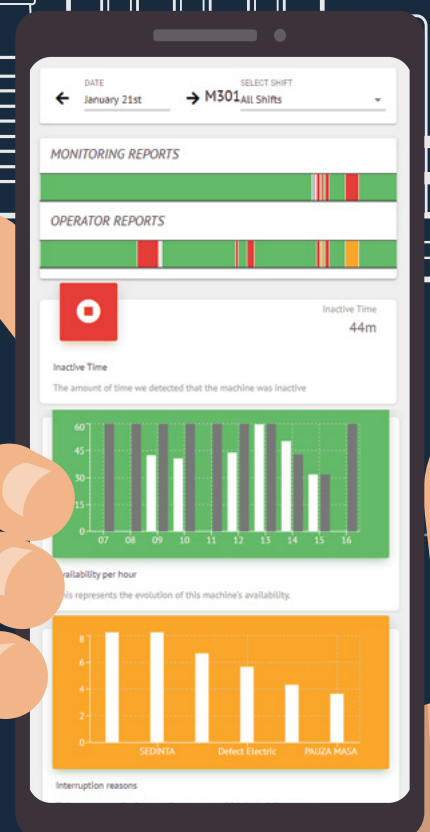 DATE
SELECT SHIFT
January 21st
M301 All Shifts
MONITORING REPORTS
OPERATOR REPORTS
Inactive Time
44m
Inactive Time
The amount of time we detected that the machine was inactive
60
45
30
15
0
07 08 09 10 11 12 13 14 15 16
vailability per hour
is represents the evolution of this machine's availability.
8
6
4
2
0
SEDINTA Defect Electric PAUZA MASA
Interruption reasons